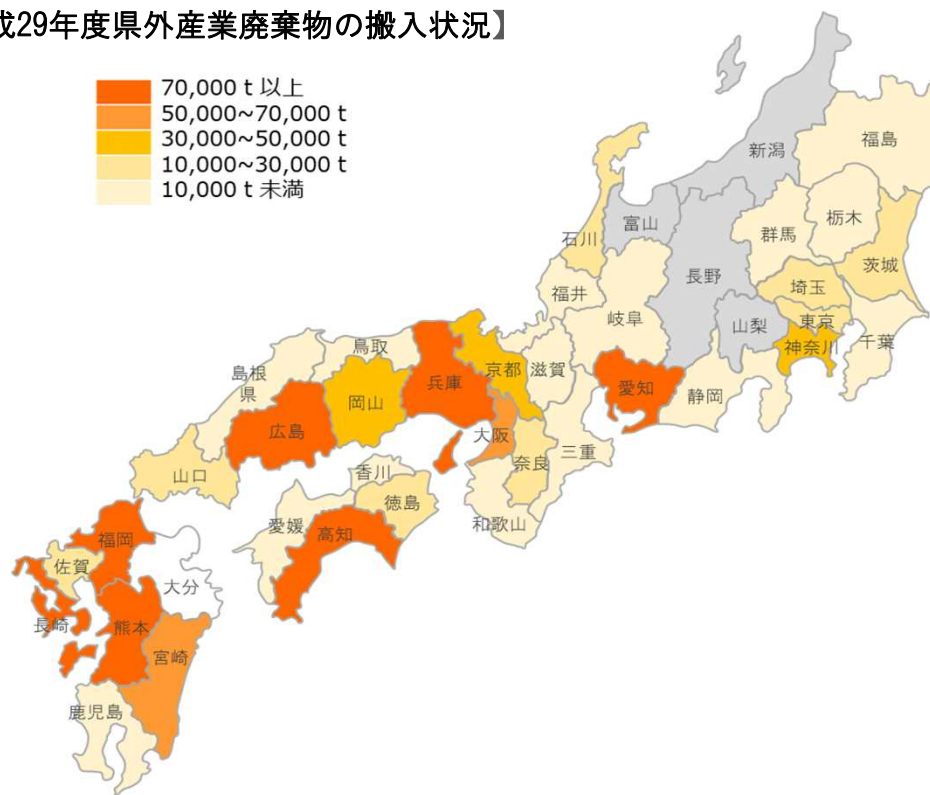 成29年度県外産業廃棄物の搬入状況】
70,000 t 以上
50,000~70,000 t
30,000~50,000 t
10,000~30,000 t
10,000 t 未満
新潟
福島
富山
石川
栃木
群馬
茨城
長野
福井
埼玉
岐阜
東京
山梨
神奈川
千葉
鳥取
島根
県
兵庫
京都
滋賀
愛知
静岡
岡山
広島
大阪
三重
奈良
山口
香川
徳島
和歌山
愛媛
高知
福岡
佐賀
大分
長崎
熊本
宮崎
鹿児島